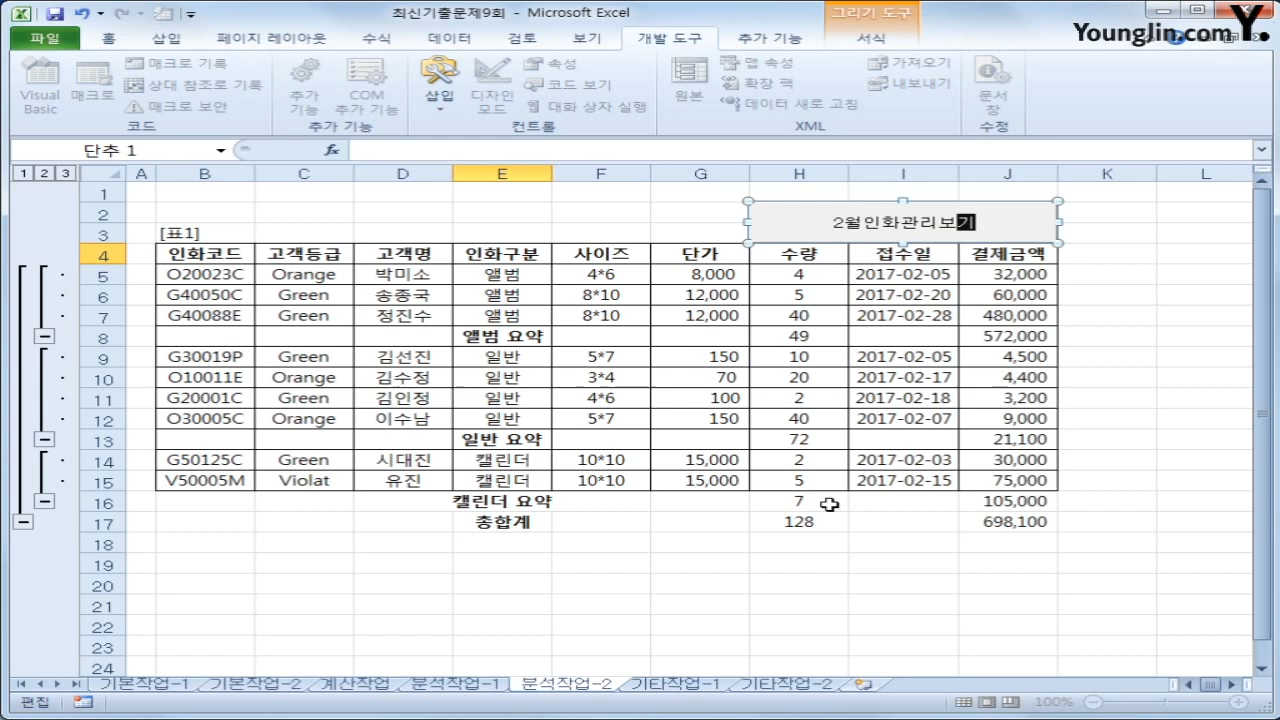 최신기출문제9회 - Microsoft Excel
그리기 도구
Younglin.com Y.
파일 홈 삽입 페이지 레이아웃 수식 데이터 검토 보기 개발 도구 추가 기능 서식
Visual Basic
매크로
매크로 기록
상대 참조로 기록
매크로 보안
코드
추가 기능
COM 추가 기능
추가 기능
삽입
디자인 모드
속성
코드 보기
대화 상자 실행
컨트롤
원본
맵 속성
확장 팩
데이터 새로 고침
가져오기
내보내기
XML
문서 창
수정
단추 1
fx
1 2 3
A B C D E F G H I J K L
1
2 2월인화관리보기
3 [표1]
4 인화코드 고객등급 고객명 인화구분 사이즈 단가 수량 접수일 결제금액
5 O20023C Orange 박미소 앨범 4*6 8,000 4 2017-02-05 32,000
6 G40050C Green 송종국 앨범 8*10 12,000 5 2017-02-20 60,000
7 G40088E Green 정진수 앨범 8*10 12,000 40 2017-02-28 480,000
8 앨범 요약 49 572,000
9 G30019P Green 김선진 일반 5*7 150 10 2017-02-05 4,500
10 O10011E Orange 김수정 일반 3*4 70 20 2017-02-17 4,400
11 G20001C Green 김인정 일반 4*6 100 2 2017-02-18 3,200
12 O30005C Orange 이수남 일반 5*7 150 40 2017-02-07 9,000
13 일반 요약 72 21,100
14 G50125C Green 시대진 캘린더 10*10 15,000 2 2017-02-03 30,000
15 V50005M Violat 유진 캘린더 10*10 15,000 5 2017-02-15 75,000
16 캘린더 요약 7 105,000
17 총합계 128 698,100
18
19
20
21
22
23
24
기본작업-1 기본작업-2 계산작업 분석작업-1 분석작업-2 기타작업-1 기타작업-2
편집 100%